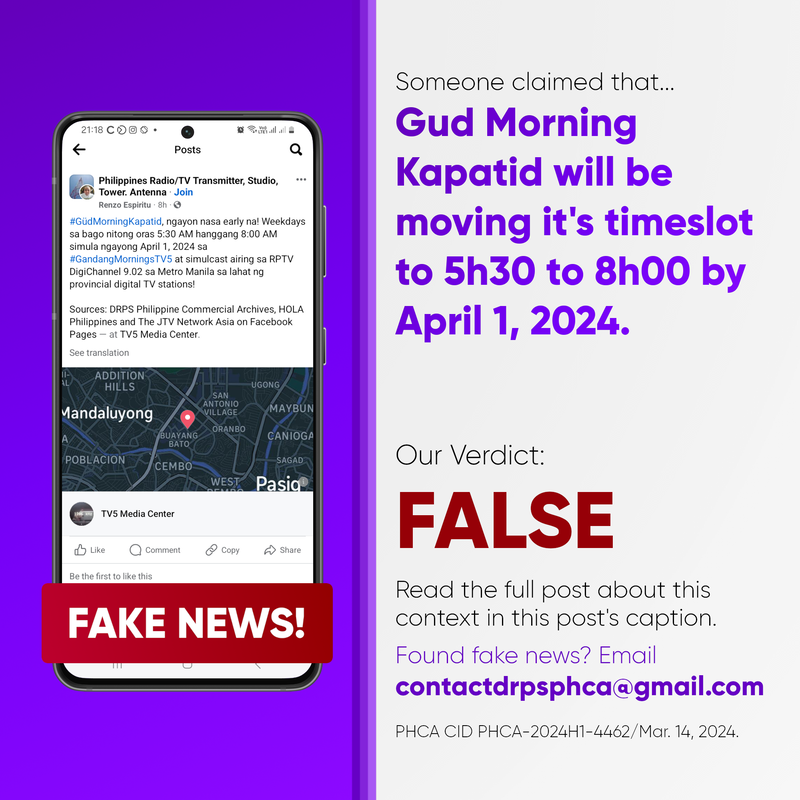 21:18
Posts
Philippines Radio/TV Transmitter, Studio,
Tower. Antenna · Join
Renzo Espiritu · 8h ·
#GüdMorningKapatid, ngayon nasa early na! Weekdays
sa bago nitong oras 5:30 AM hanggang 8:00 AM
simula ngayong April 1, 2024 sa
#GandangMorningsTV5 at simulcast airing sa RPTV
DigiChannel 9.02 sa Metro Manila sa lahat ng
provincial digital TV stations!
Sources: DRPS Philippine Commercial Archives, HOLA
Philippines and The JTV Network Asia on Facebook
Pages — at TV5 Media Center.
See translation
ADDITION
HILLS
UGONG
SAN
ANTONIO
VILLAGE
Mandaluyong
MAYBUN
BUAYANG
BATO
ORANBO
CANIOGA
POBLACION
CEMBO
SAGAD
WEST
Pasig
TV5 Media Center
Like
Comment
Copy
Share
Be the first to like this
FAKE NEWS!
Someone claimed that...
Gud Morning
Kapatid will be
moving it's timeslot
to 5h30 to 8h00 by
April 1, 2024.
Our Verdict:
FALSE
Read the full post about this
context in this post's caption.
Found fake news? Email
contactdrpsphca@gmail.com
PHCA CID PHCA-2024H1-4462/Mar. 14, 2024.